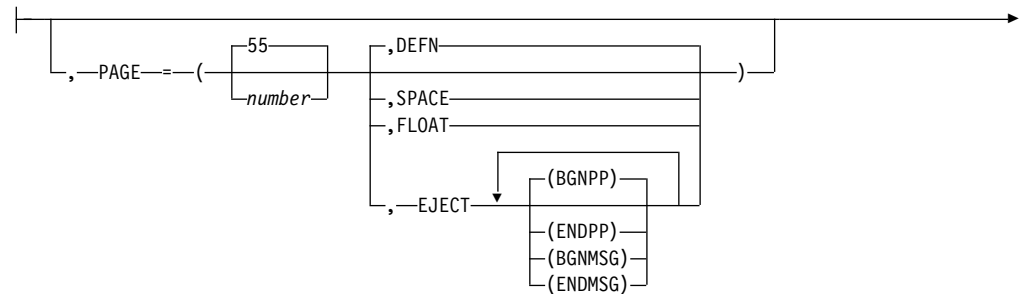 55
,DEFN
, PAGE = ( number )
,SPACE
,FLOAT
(BGNPP)
, EJECT
(ENDPP)
(BGNMSG)
(ENDMSG)